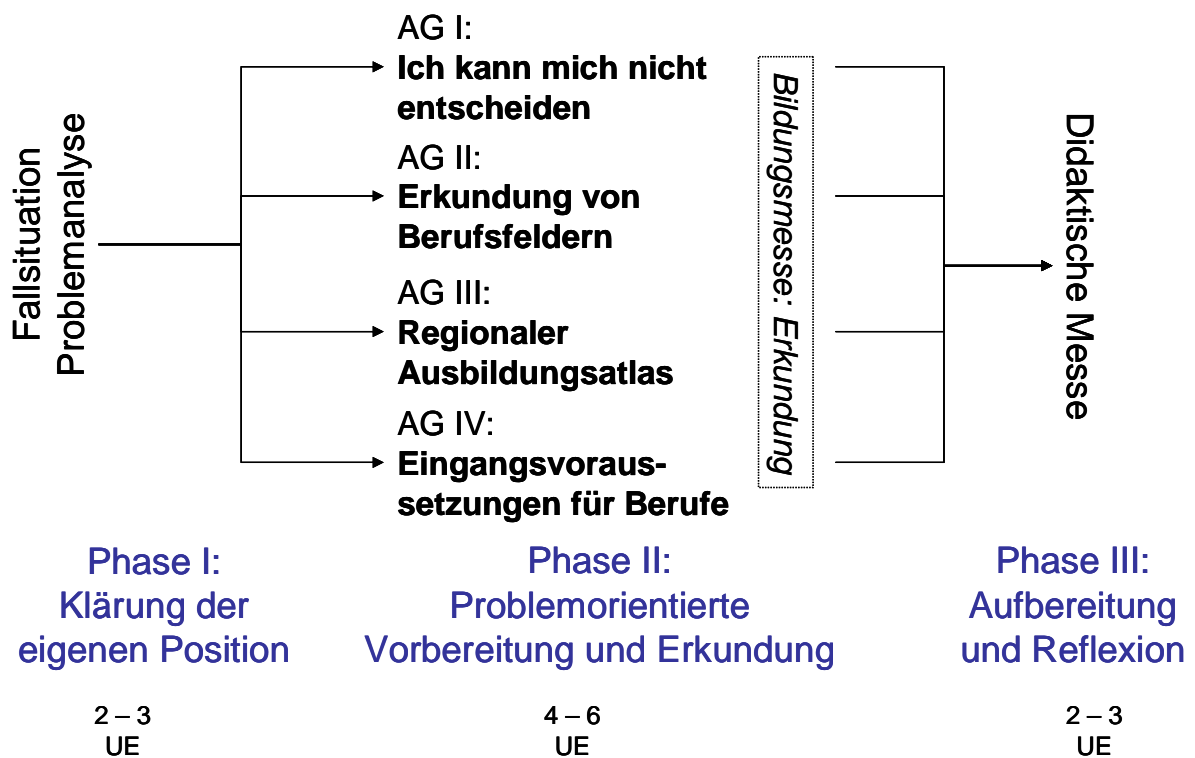 Fallsituation
Problemanalyse
AG I:
Ich kann mich nicht
entscheiden
AG II:
Erkundung von
Berufsfeldern
AG III:
Regionaler
Ausbildungsatlas
AG IV:
Eingangsvoraus-
setzungen für Berufe
Bildungsmesse: Erkundung
Didaktische Messe
Phase I:
Klärung der
eigenen Position
Phase II:
Problemorientierte
Vorbereitung und Erkundung
Phase III:
Aufbereitung
und Reflexion
2 – 3
UE
4 – 6
UE
2 – 3
UE